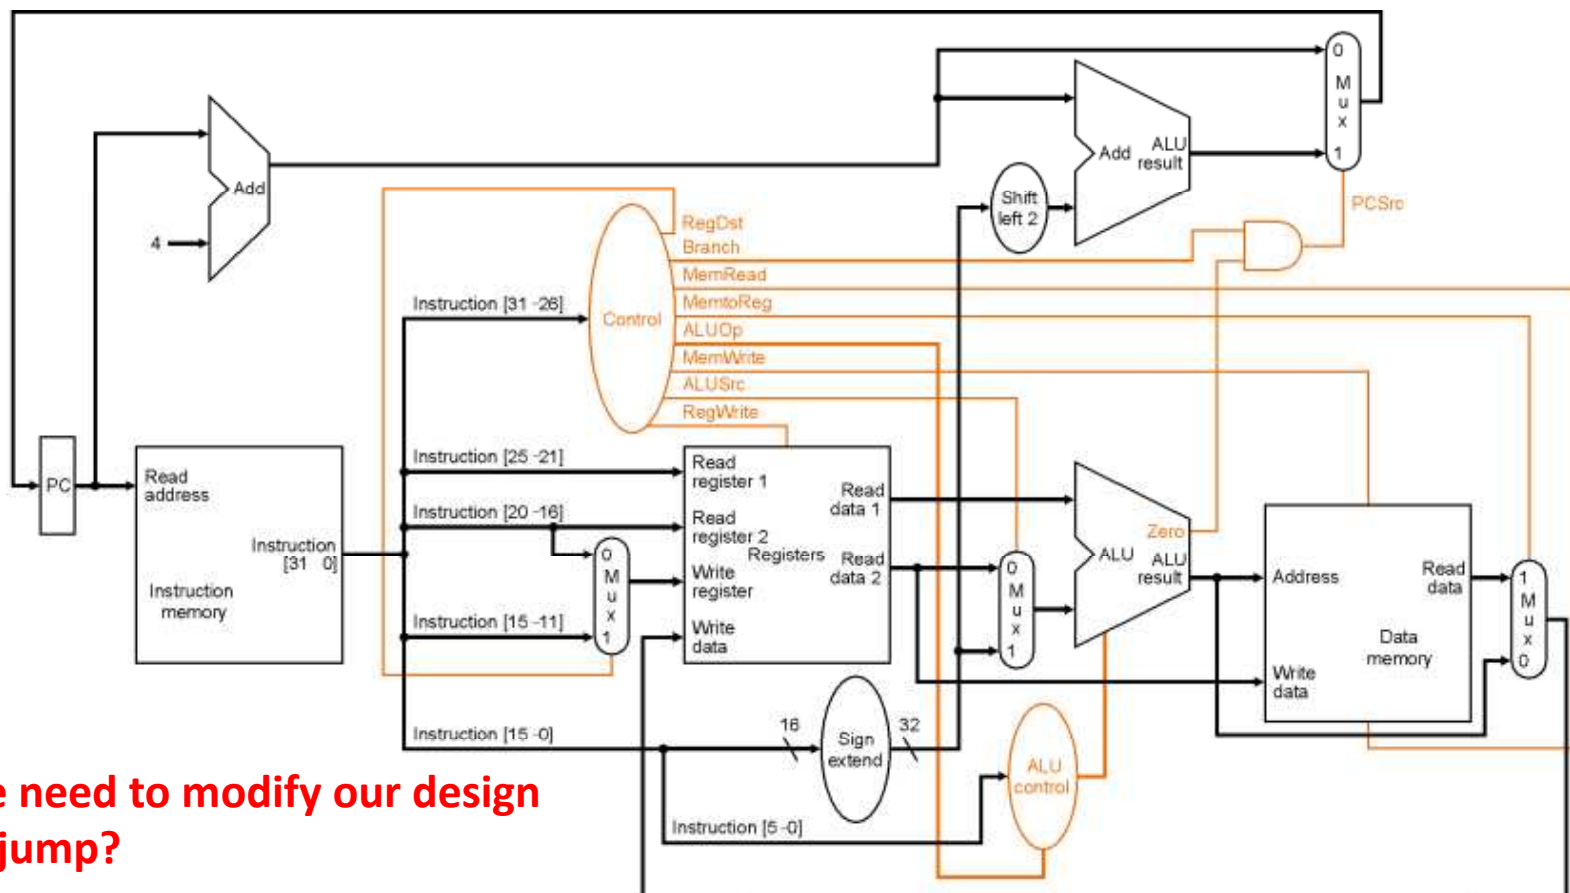 0
M
u
x
1
Add
ALU
result
Add
4
Shift
left 2
PCSrc
RegDst
Branch
MemRead
MemtoReg
ALUOp
MemWrite
ALUSrc
RegWrite
Control
Instruction [31 -26]
Instruction [25 -21]
Instruction [20 -16]
Instruction [15 -11]
Instruction [15 -0]
Instruction [5 -0]
PC
Read
address
Instruction
[31 0]
Instruction
memory
0
M
u
x
1
Read
register 1
Read
register 2
Write
register
Write
data
Registers
Read
data 1
Read
data 2
0
M
u
x
1
Zero
ALU
ALU
result
Address
Write
data
Read
data
Data
memory
1
M
u
x
0
16
Sign
extend
32
ALU
control
e need to modify our design
jump?